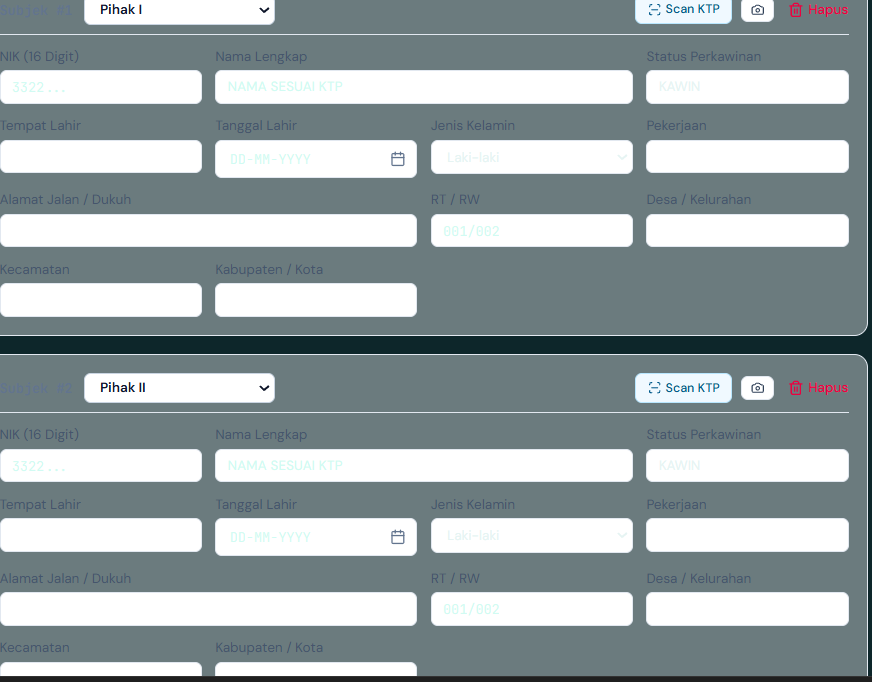 Subjek #1 Pihak I Scan KTP Hapus
NIK (16 Digit) Nama Lengkap Status Perkawinan
3322... NAMA SESUAI KTP KAWIN
Tempat Lahir Tanggal Lahir Jenis Kelamin Pekerjaan
DD-MM-YYYY Laki-laki
Alamat Jalan / Dukuh RT / RW Desa / Kelurahan
001/002
Kecamatan Kabupaten / Kota
Subjek #2 Pihak II Scan KTP Hapus
NIK (16 Digit) Nama Lengkap Status Perkawinan
3322... NAMA SESUAI KTP KAWIN
Tempat Lahir Tanggal Lahir Jenis Kelamin Pekerjaan
DD-MM-YYYY Laki-laki
Alamat Jalan / Dukuh RT / RW Desa / Kelurahan
001/002
Kecamatan Kabupaten / Kota